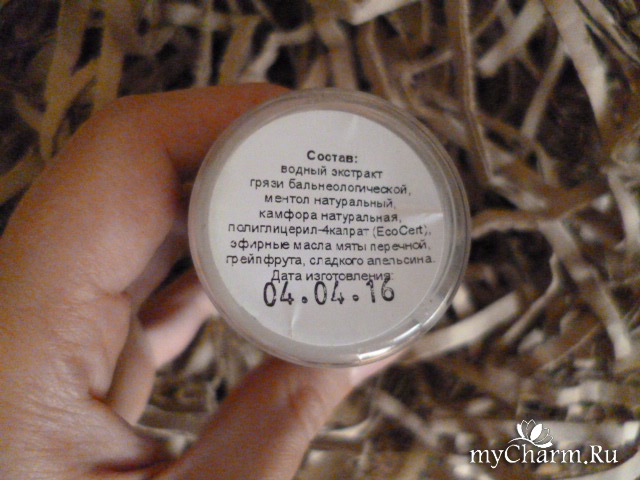 Состав:
водный экстракт
грязи бальнеологической,
ментол натуральный,
камфора натуральная,
полиглицерил-4капрат (EcoCert),
эфирные масла мяты перечной,
грейпфрута, сладкого апельсина.
Дата изготовления:
04.04.16
myCharm.Ru